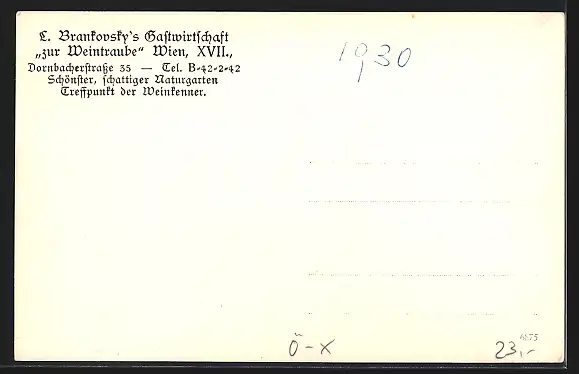 L. Brankovsky's Gastwirtschaft
„zur Weintraube" Wien, XVII.,
Dornbacherstraße 35 — Tel. B-42-2-42
Schönster, schattiger Naturgarten
Treffpunkt der Weinkenner.
1930
6575
Ö-X
23,-